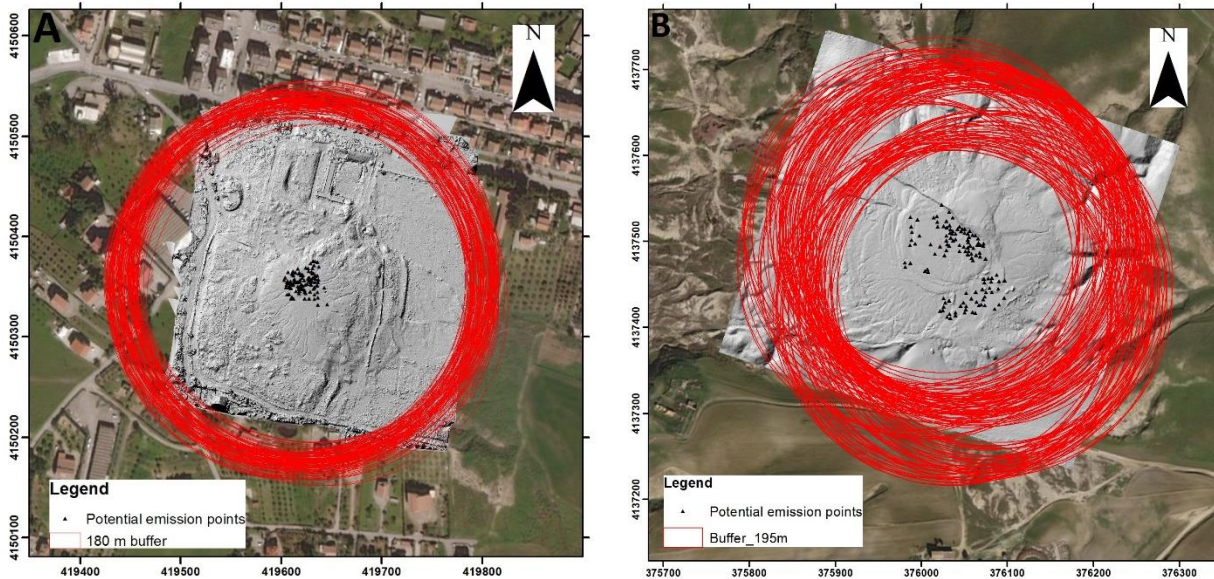 A
N
4150600
4150500
4150400
4150300
4150200
4150100
Legend
Potential emission points
180 m buffer
419400 419500 419600 419700 419800
B
N
4137700
4137600
4137500
4137400
4137300
4137200
Legend
Potential emission points
Buffer_195m
375700 375800 375900 376000 376100 376200 376300